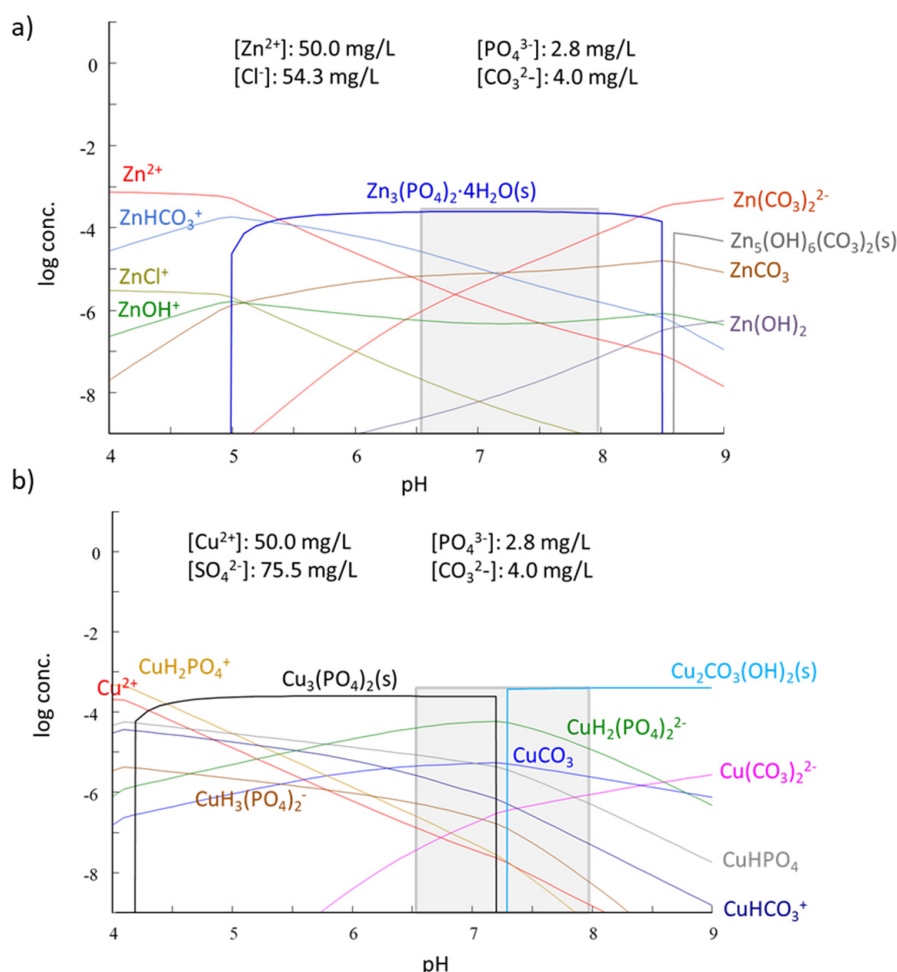 a)
[Zn²⁺]: 50.0 mg/L [PO₄³⁻]: 2.8 mg/L
[Cl⁻]: 54.3 mg/L [CO₃²-]: 4.0 mg/L
0
-2
-4
-6
-8
log conc.
Zn²⁺
Zn₃(PO₄)₂·4H₂O(s)
Zn(CO₃)₂²⁻
ZnHCO₃⁺
Zn₅(OH)₆(CO₃)₂(s)
ZnCO₃
ZnCl⁺
ZnOH⁺
Zn(OH)₂
4 5 6 7 8 9
pH
b)
[Cu²⁺]: 50.0 mg/L [PO₄³⁻]: 2.8 mg/L
[SO₄²⁻]: 75.5 mg/L [CO₃²-]: 4.0 mg/L
0
-2
-4
-6
-8
log conc.
CuH₂PO₄⁺
Cu²⁺
Cu₃(PO₄)₂(s)
Cu₂CO₃(OH)₂(s)
CuH₂(PO₄)₂²⁻
CuCO₃
Cu(CO₃)₂²⁻
CuH₃(PO₄)₂⁻
CuHPO₄
CuHCO₃⁺
4 5 6 7 8 9
pH